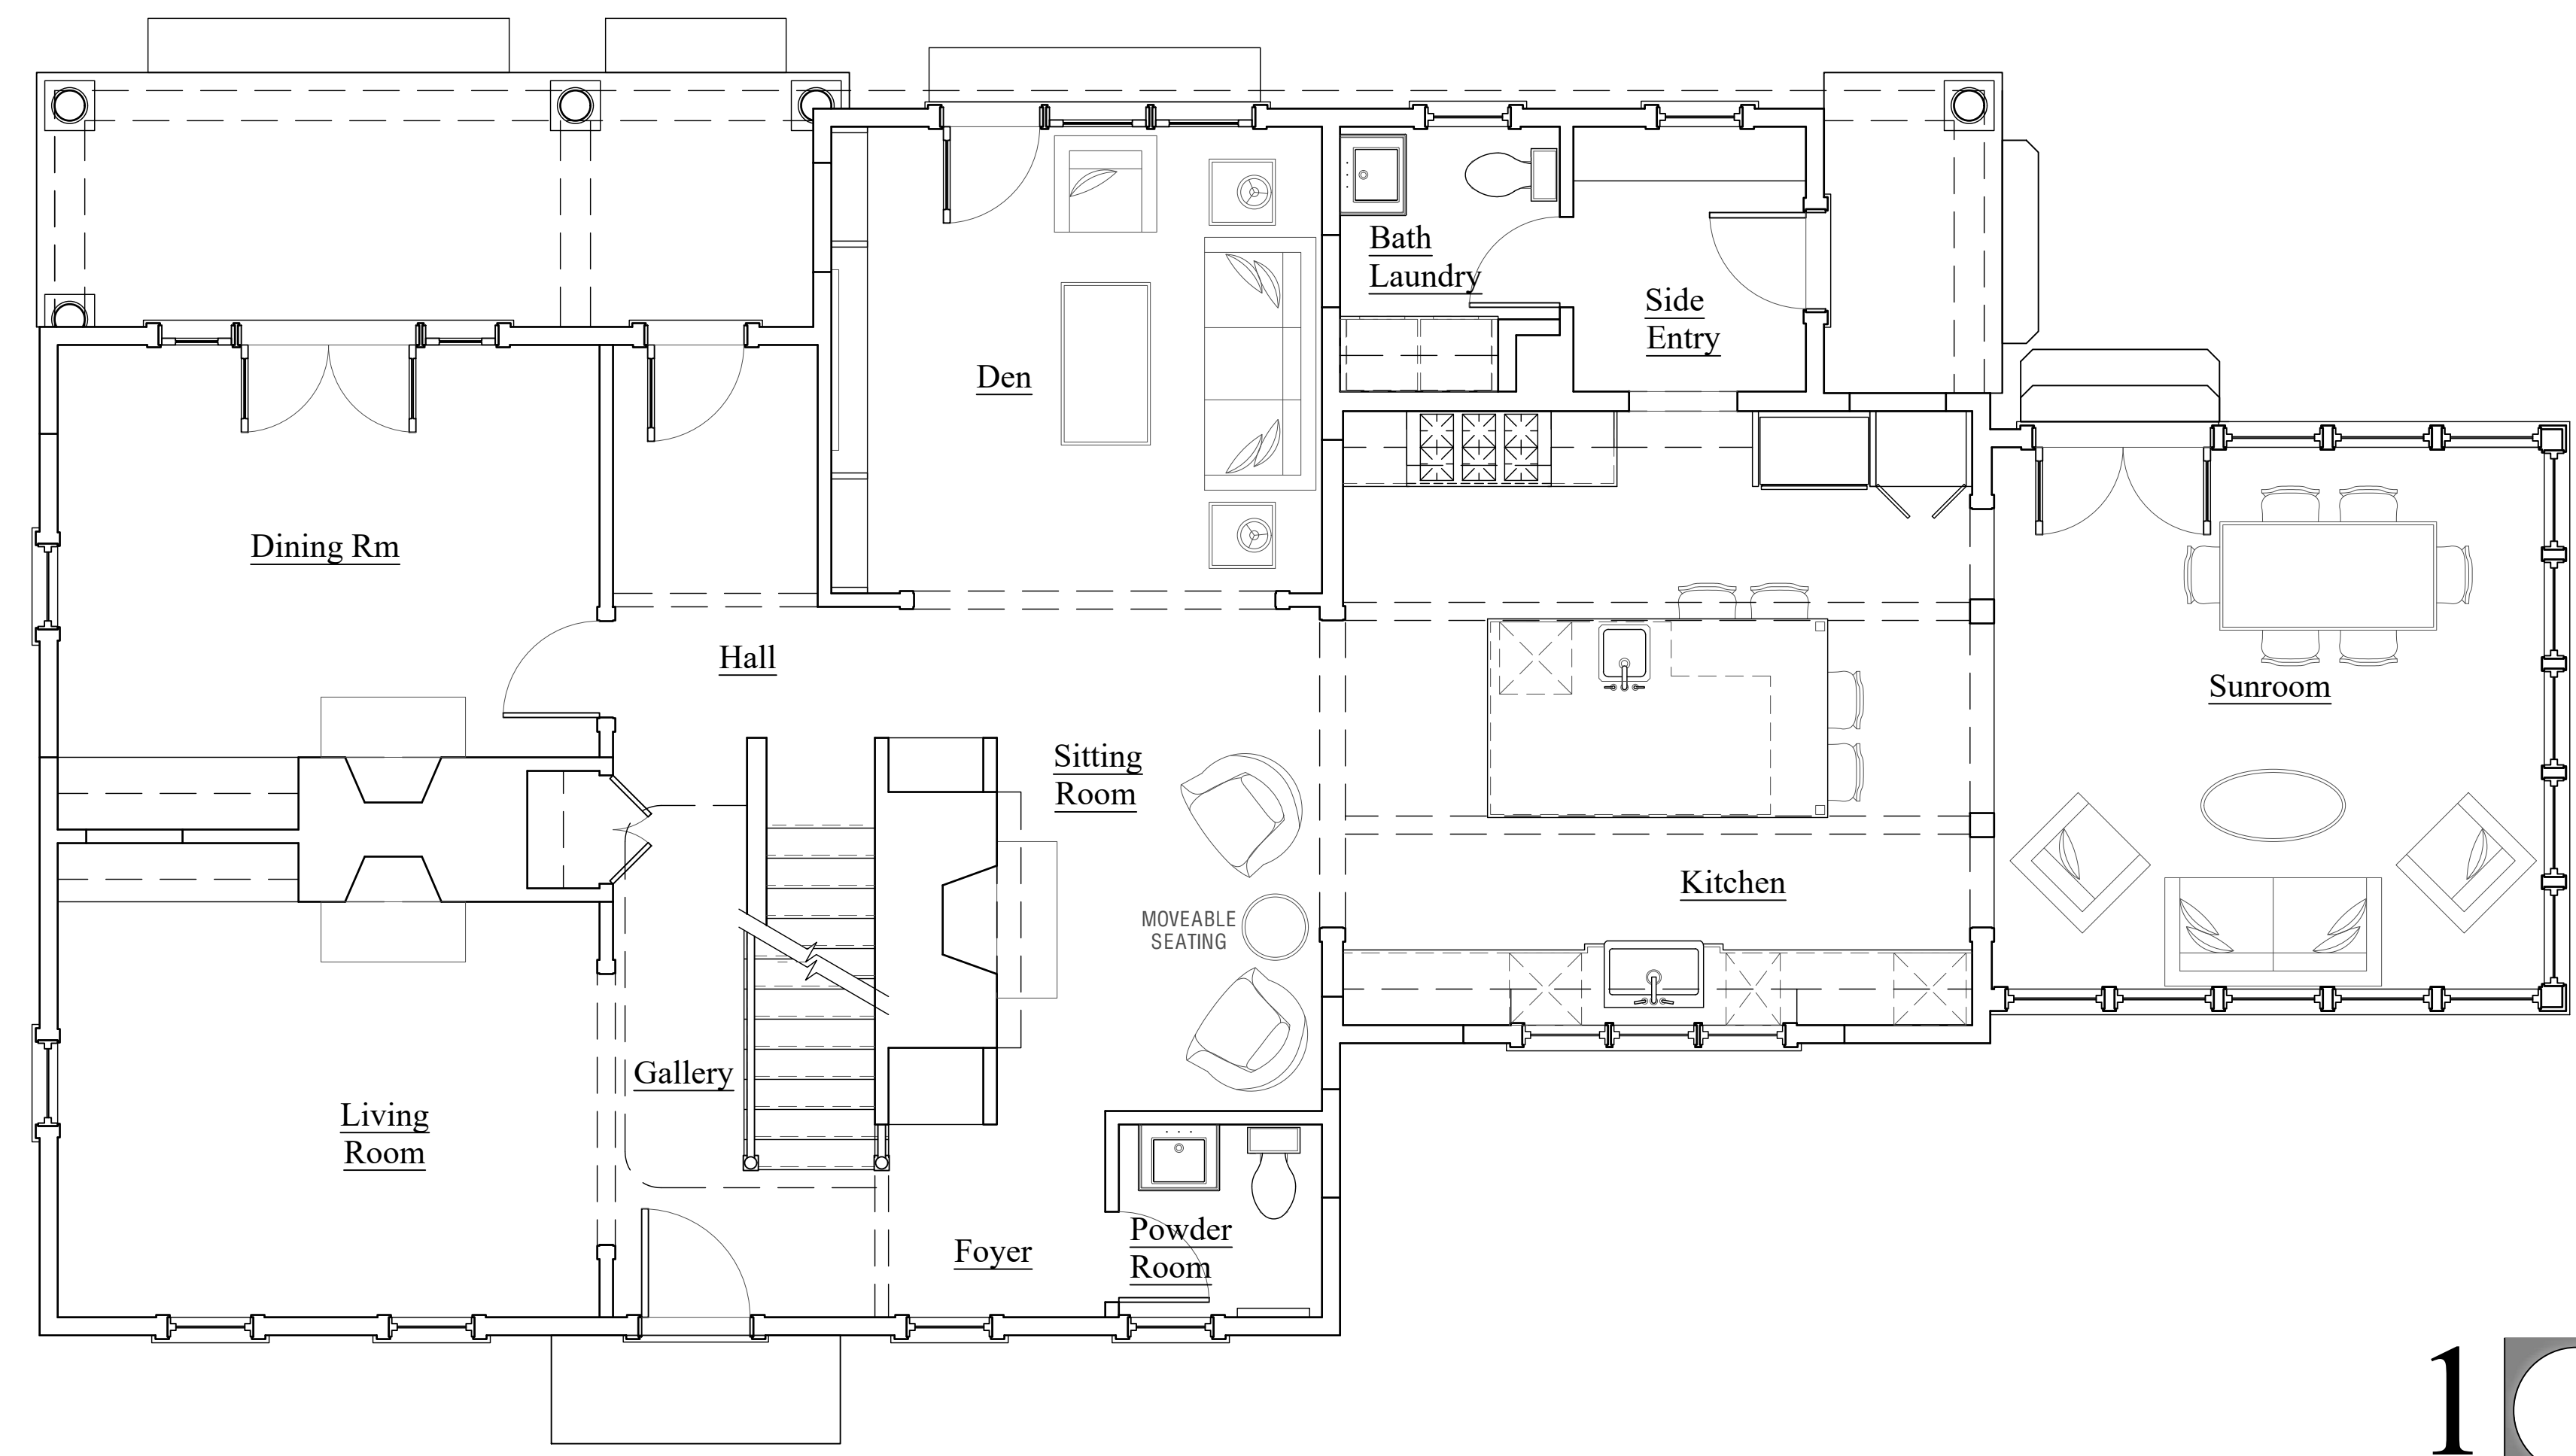 Bath
Laundry
Side
Entry
Den
Dining Rm
Hall
Sunroom
Sitting
Room
Kitchen
MOVEABLE
SEATING
Gallery
Living
Room
Powder
Room
Foyer
1